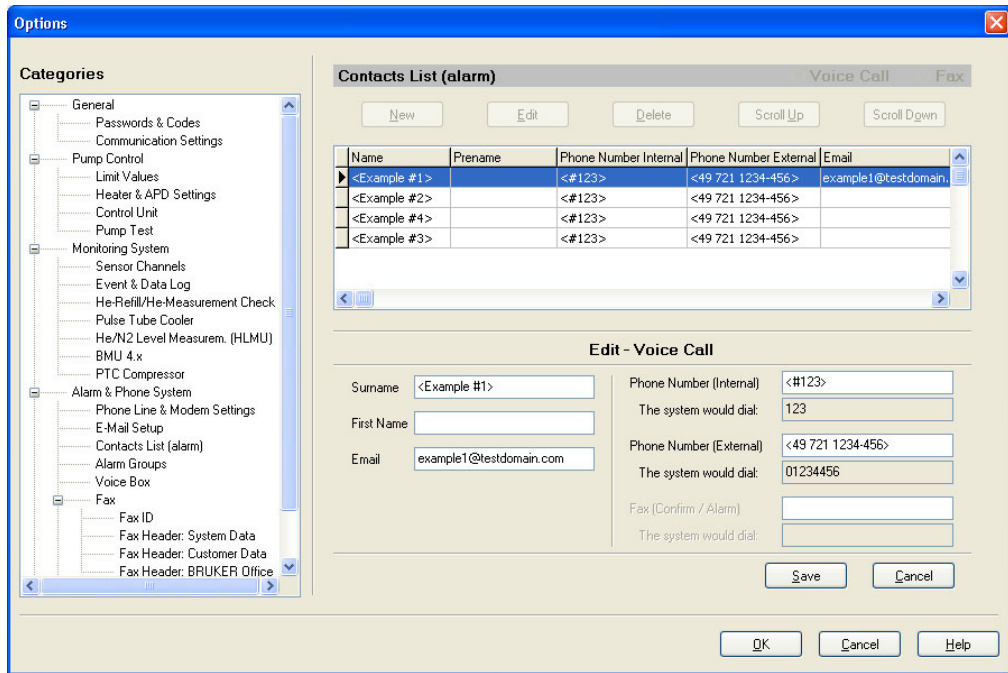 Options
Categories
General
Passwords & Codes
Communication Settings
Pump Control
Limit Values
Heater & APD Settings
Control Unit
Pump Test
Monitoring System
Sensor Channels
Event & Data Log
He-Refill/He-Measurement Check
Pulse Tube Cooler
He/N2 Level Measurem. (HLMU)
BMU 4.x
PTC Compressor
Alarm & Phone System
Phone Line & Modem Settings
E-Mail Setup
Contacts List (alarm)
Alarm Groups
Voice Box
Fax
Fax ID
Fax Header: System Data
Fax Header: Customer Data
Fax Header: BRUKER Office
Contacts List (alarm) Voice Call Fax
New Edit Delete Scroll Up Scroll Down
Name Prename Phone Number Internal Phone Number External Email
<Example #1> <#123> <49 721 1234-456> example1@testdomain.
<Example #2> <#123> <49 721 1234-456>
<Example #4> <#123> <49 721 1234-456>
<Example #3> <#123> <49 721 1234-456>
Edit - Voice Call
Surname <Example #1>
First Name
Email example1@testdomain.com
Phone Number (Internal) <#123>
The system would dial: 123
Phone Number (External) <49 721 1234-456>
The system would dial: 01234456
Fax (Confirm / Alarm)
The system would dial:
Save Cancel
OK Cancel Help